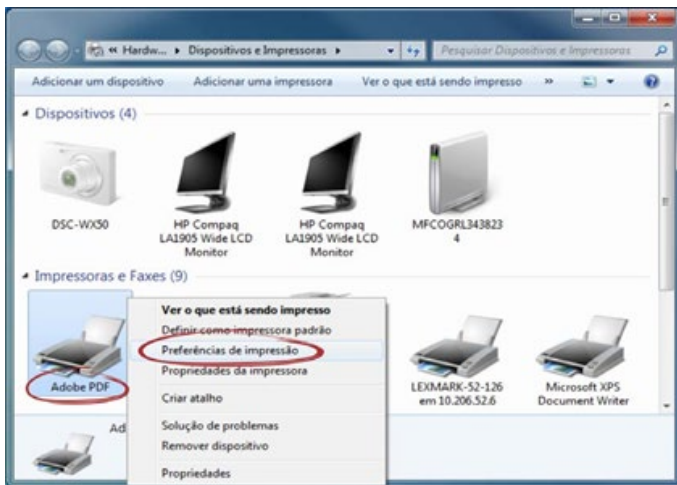 « Hardw... ▸ Dispositivos e Impressoras ▸
Pesquisar Dispositivos e Impressoras
Adicionar um dispositivo Adicionar uma impressora Ver o que está sendo impresso »
Dispositivos (4)
DSC-WX50
HP Compaq
LA1905 Wide LCD
Monitor
HP Compaq
LA1905 Wide LCD
Monitor
MFCOGRL343823
4
Impressoras e Faxes (9)
Adobe PDF
Ver o que está sendo impresso
Definir como impressora padrão
Preferências de impressão
Propriedades da impressora
Criar atalho
Solução de problemas
Remover dispositivo
Propriedades
LEXMARK-52-126
em 10.206.52.6
Microsoft XPS
Document Writer
Ad